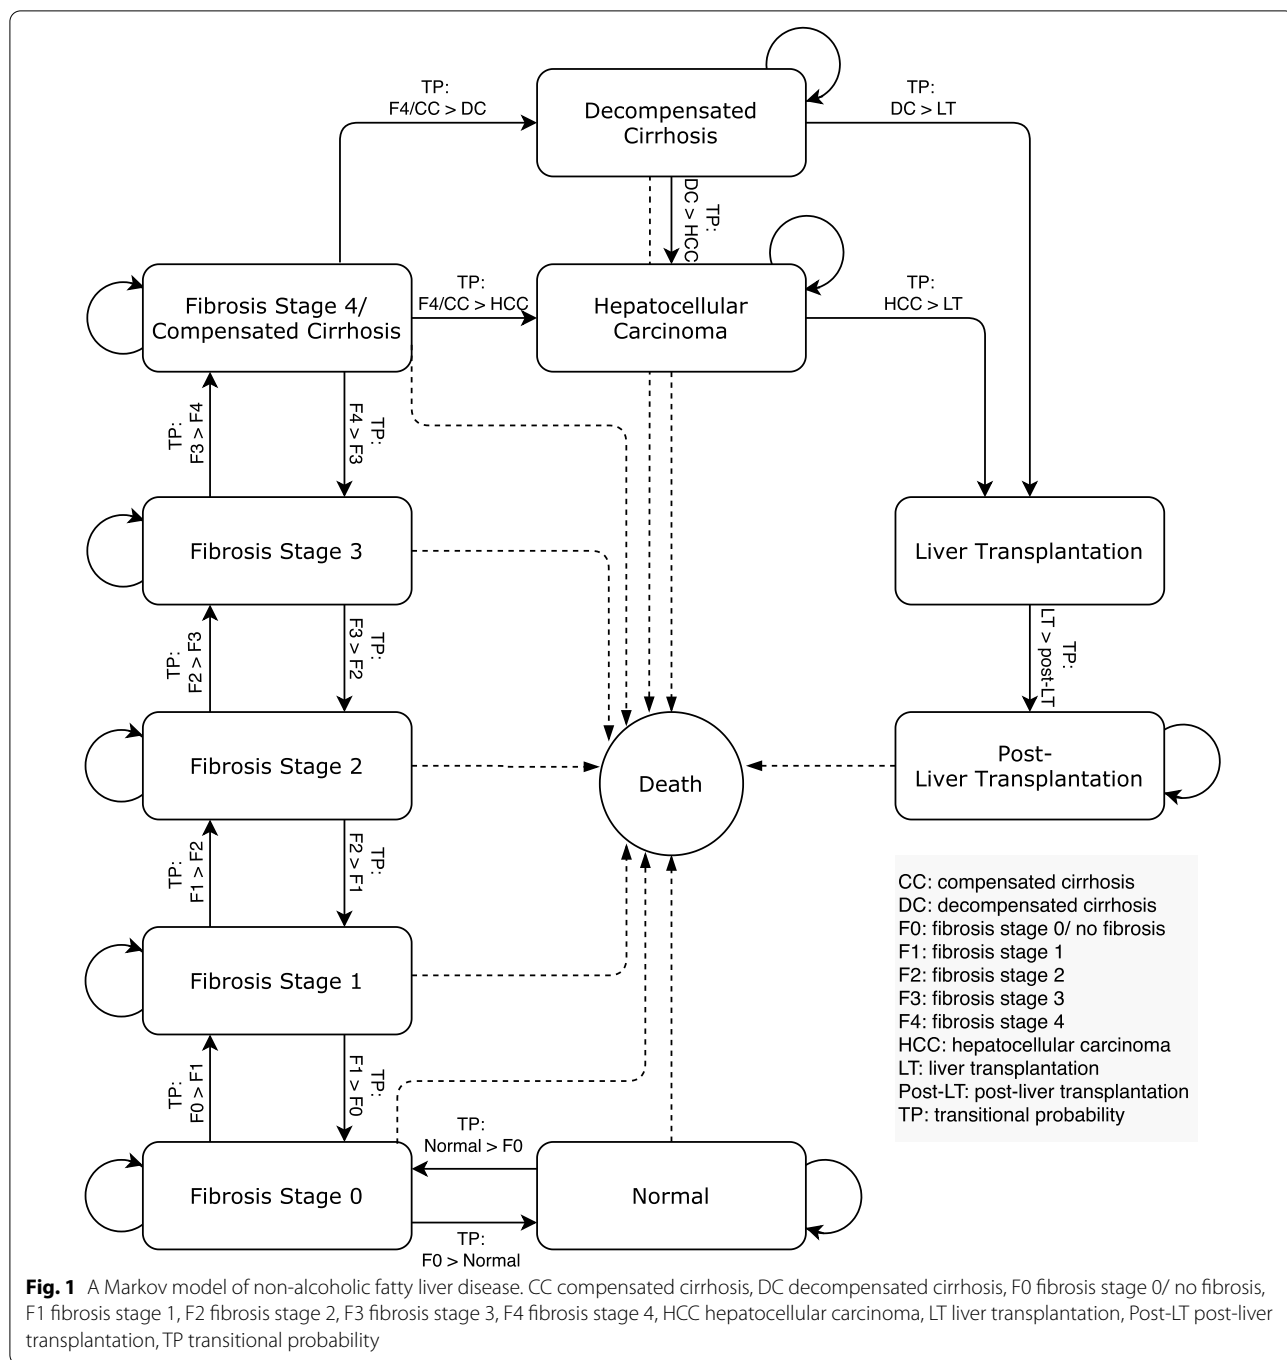 TP:
F4/CC > DC
Decompensated
Cirrhosis
TP:
DC > LT
TP:
DC > HCC
Fibrosis Stage 4/
Compensated Cirrhosis
TP:
F4/CC > HCC
Hepatocellular
Carcinoma
TP:
HCC > LT
TP:
F3 > F4
TP:
F4 > F3
Fibrosis Stage 3
Liver Transplantation
TP:
F2 > F3
TP:
F3 > F2
TP:
LT > post-LT
Fibrosis Stage 2
Death
Post-
Liver Transplantation
TP:
F1 > F2
TP:
F2 > F1
Fibrosis Stage 1
CC: compensated cirrhosis
DC: decompensated cirrhosis
F0: fibrosis stage 0/ no fibrosis
F1: fibrosis stage 1
F2: fibrosis stage 2
F3: fibrosis stage 3
F4: fibrosis stage 4
HCC: hepatocellular carcinoma
LT: liver transplantation
Post-LT: post-liver transplantation
TP: transitional probability
TP:
F0 > F1
TP:
F1 > F0
TP:
Normal > F0
Fibrosis Stage 0
Normal
TP:
F0 > Normal
Fig. 1 A Markov model of non-alcoholic fatty liver disease. CC compensated cirrhosis, DC decompensated cirrhosis, F0 fibrosis stage 0/ no fibrosis,
F1 fibrosis stage 1, F2 fibrosis stage 2, F3 fibrosis stage 3, F4 fibrosis stage 4, HCC hepatocellular carcinoma, LT liver transplantation, Post-LT post-liver
transplantation, TP transitional probability